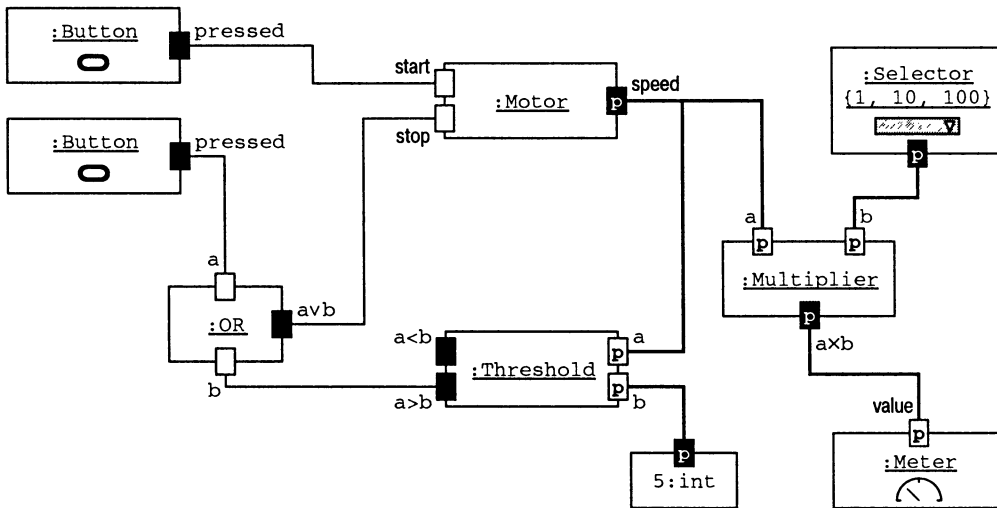 :Button
pressed
start
:Motor
speed
p
stop
:Selector
{1, 10, 100}
p
:Button
pressed
a
b
p
p
:Multiplier
p
a×b
a
:OR
a∨b
b
a<b
a
p
:Threshold
a>b
p
b
p
5:int
value
p
:Meter